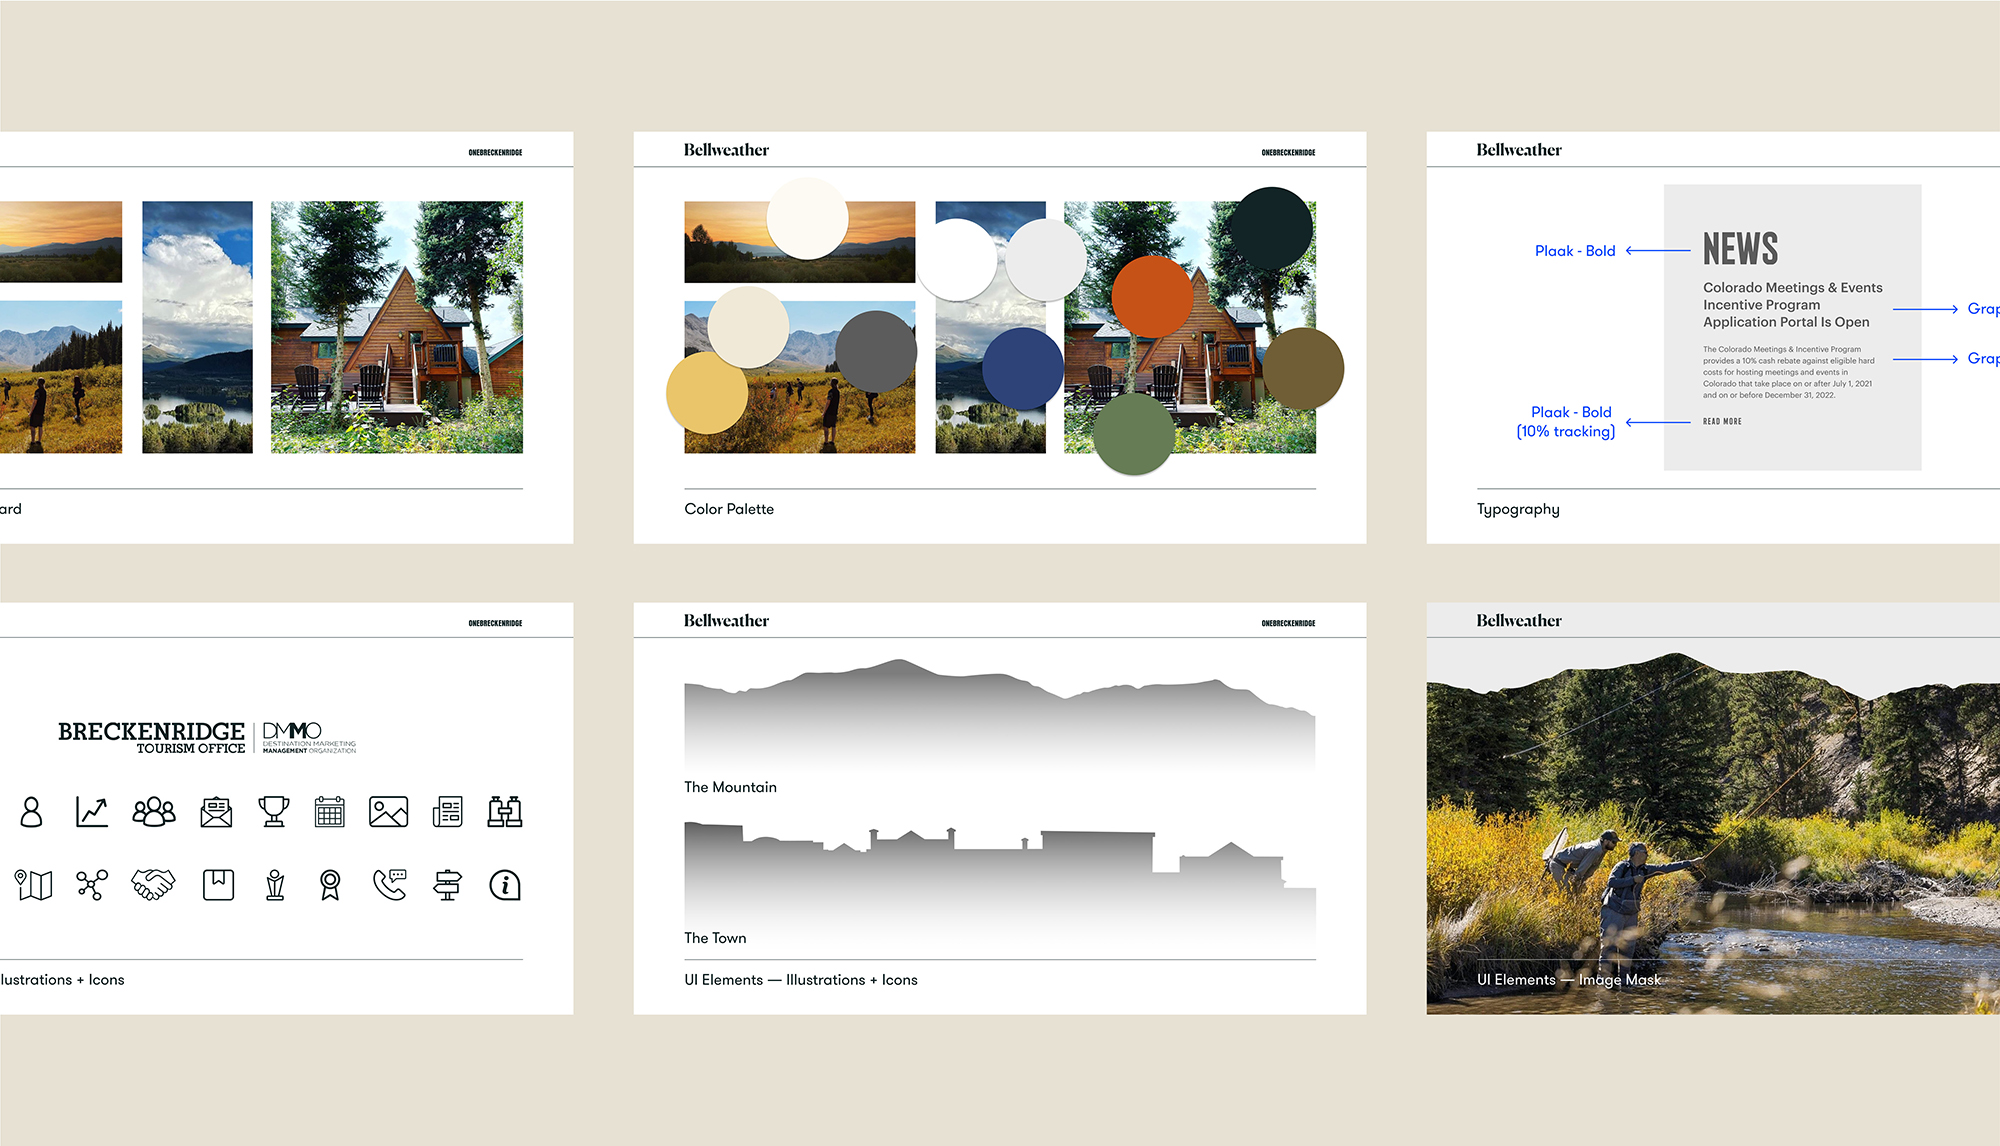 ONEBRECKENRIDGE
ard
Bellweather
ONEBRECKENRIDGE
Color Palette
Bellweather
Plaak - Bold
NEWS
Colorado Meetings & Events
Incentive Program
Application Portal Is Open
The Colorado Meetings & Incentive Program
provides a 10% cash rebate against eligible hard
costs for hosting meetings and events in
Colorado that take place on or after July 1, 2021
and on or before December 31, 2022.
READ MORE
Grap
Grap
Plaak - Bold
(10% tracking)
Typography
ONEBRECKENRIDGE
BRECKENRIDGE
TOURISM OFFICE
DMMO
DESTINATION MARKETING
MANAGEMENT ORGANIZATION
lustrations + Icons
Bellweather
ONEBRECKENRIDGE
The Mountain
The Town
UI Elements — Illustrations + Icons
Bellweather
UI Elements — Image Mask